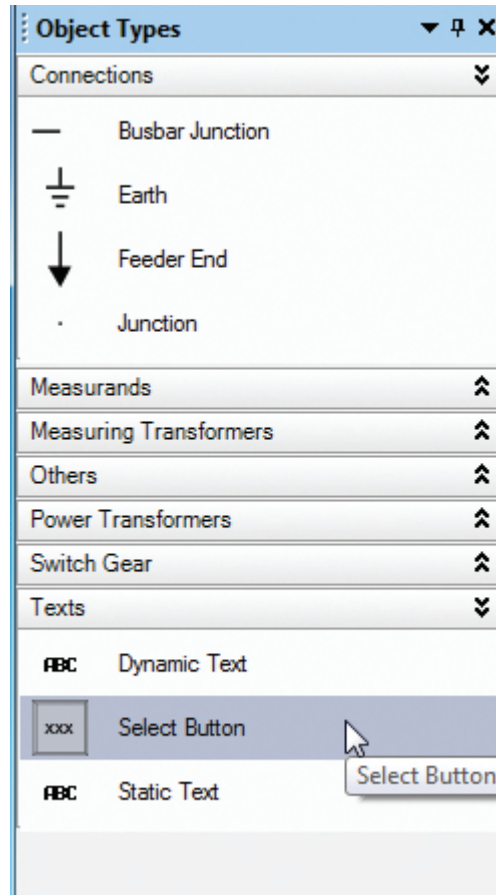 Object Types
Connections
Busbar Junction
Earth
Feeder End
Junction
Measurands
Measuring Transformers
Others
Power Transformers
Switch Gear
Texts
ABC Dynamic Text
xxx Select Button
Select Button
ABC Static Text